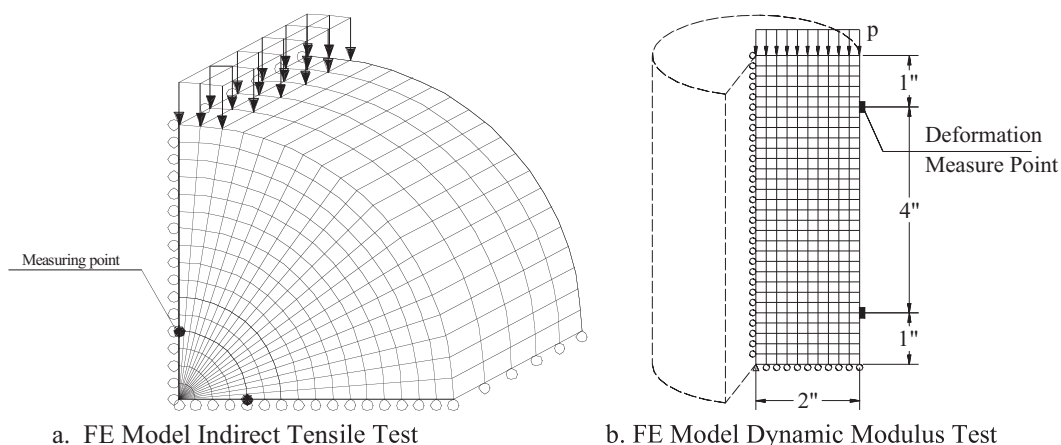 p
1"
Deformation
Measure Point
4"
1"
2"
Measuring point
a. FE Model Indirect Tensile Test
b. FE Model Dynamic Modulus Test